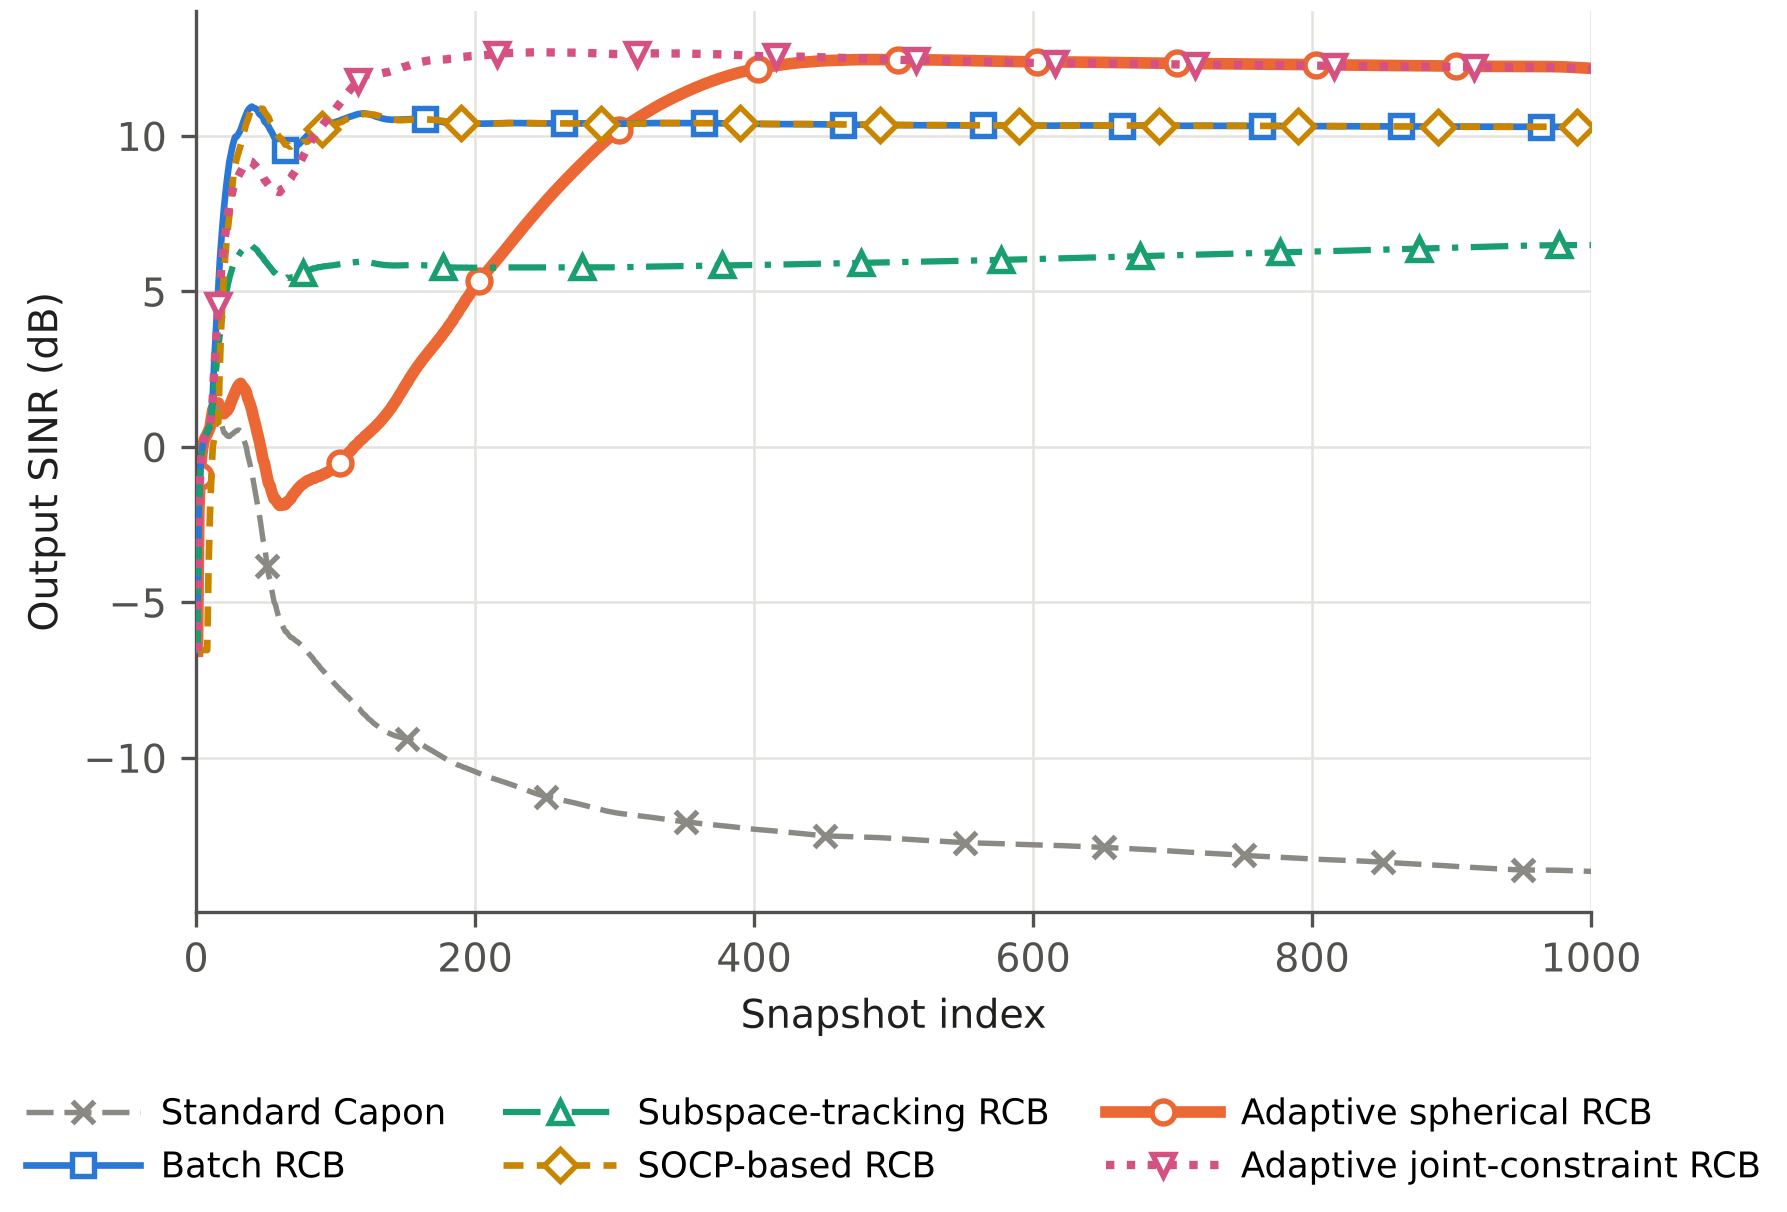 10
5
0
−5
−10
Output SINR (dB)
0 200 400 600 800 1000
Snapshot index
Standard Capon Subspace-tracking RCB Adaptive spherical RCB
Batch RCB SOCP-based RCB Adaptive joint-constraint RCB